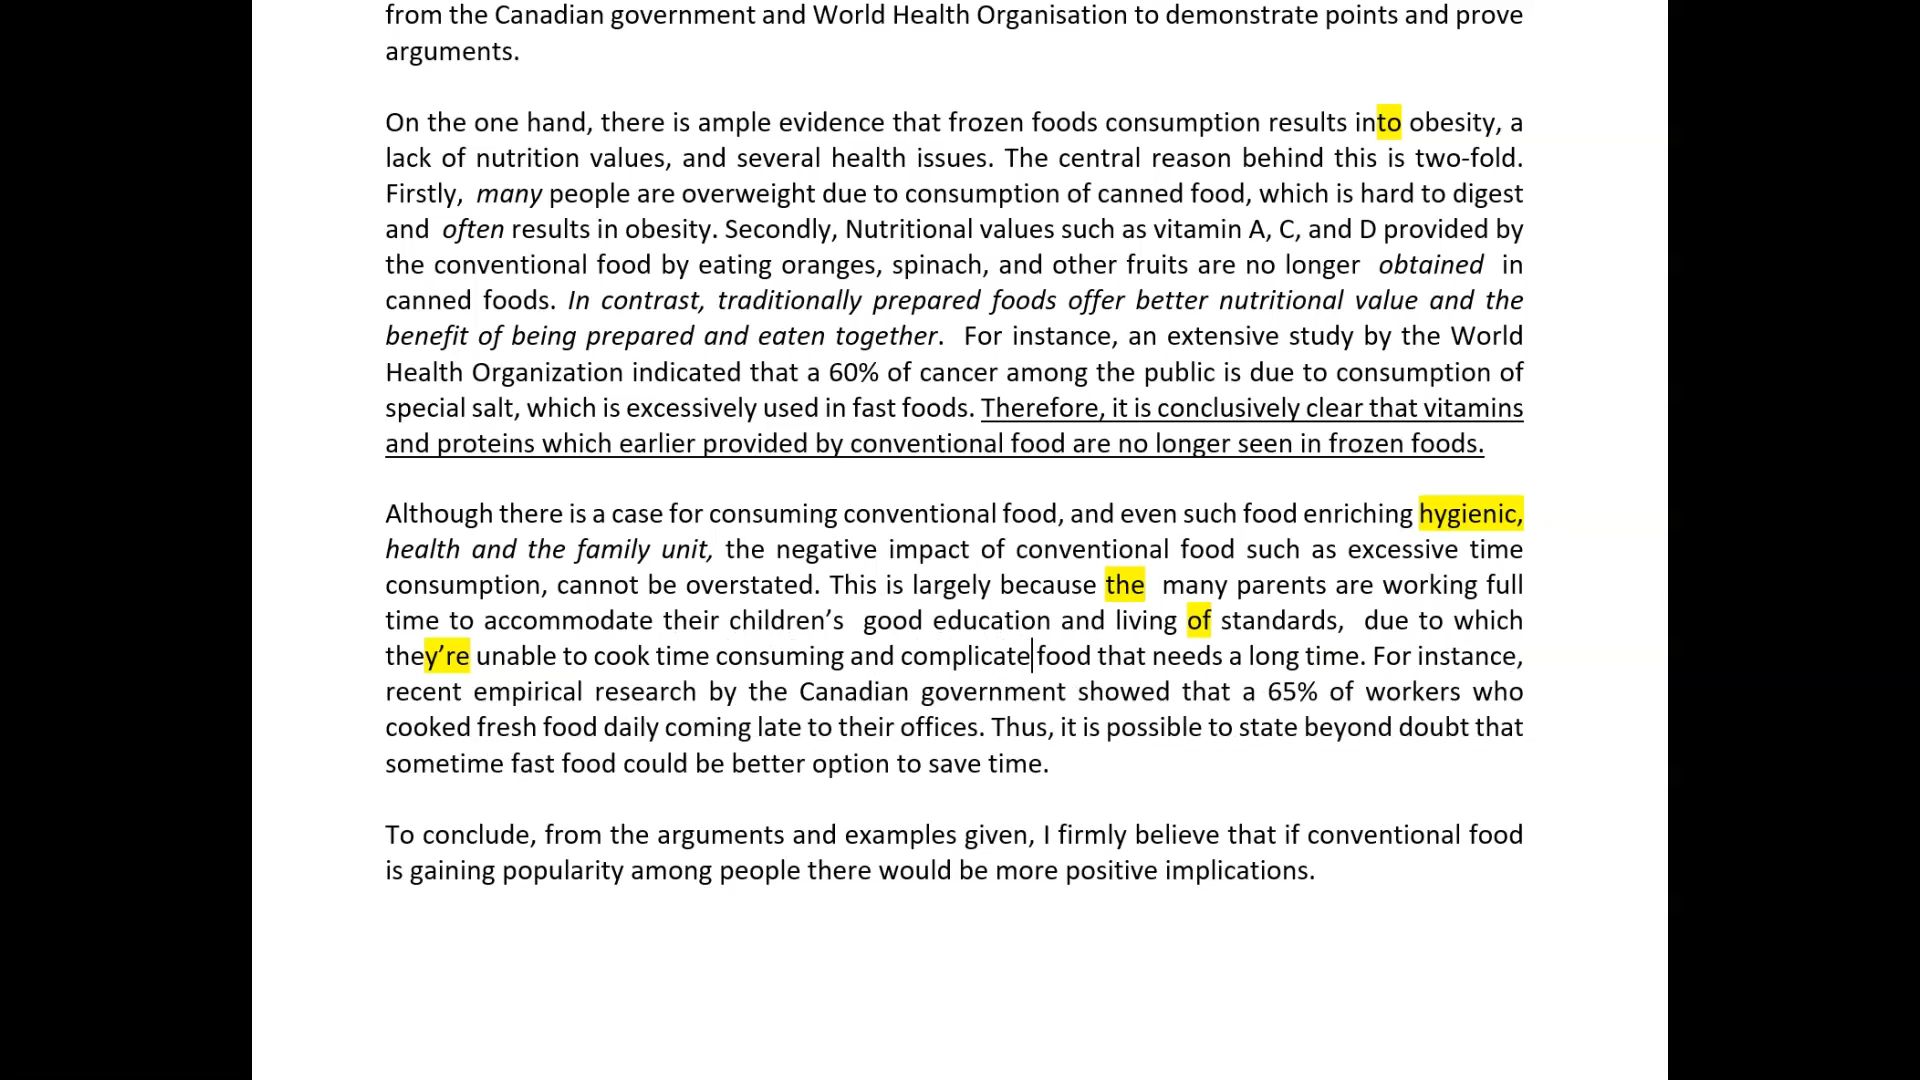 from the Canadian government and World Health Organisation to demonstrate points and prove
arguments.
On the one hand, there is ample evidence that frozen foods consumption results into obesity, a
lack of nutrition values, and several health issues. The central reason behind this is two-fold.
Firstly, many people are overweight due to consumption of canned food, which is hard to digest
and often results in obesity. Secondly, Nutritional values such as vitamin A, C, and D provided by
the conventional food by eating oranges, spinach, and other fruits are no longer obtained in
canned foods. In contrast, traditionally prepared foods offer better nutritional value and the
benefit of being prepared and eaten together. For instance, an extensive study by the World
Health Organization indicated that a 60% of cancer among the public is due to consumption of
special salt, which is excessively used in fast foods. Therefore, it is conclusively clear that vitamins
and proteins which earlier provided by conventional food are no longer seen in frozen foods.
Although there is a case for consuming conventional food, and even such food enriching hygienic,
health and the family unit, the negative impact of conventional food such as excessive time
consumption, cannot be overstated. This is largely because the many parents are working full
time to accommodate their children’s good education and living of standards, due to which
they’re unable to cook time consuming and complicate food that needs a long time. For instance,
recent empirical research by the Canadian government showed that a 65% of workers who
cooked fresh food daily coming late to their offices. Thus, it is possible to state beyond doubt that
sometime fast food could be better option to save time.
To conclude, from the arguments and examples given, I firmly believe that if conventional food
is gaining popularity among people there would be more positive implications.